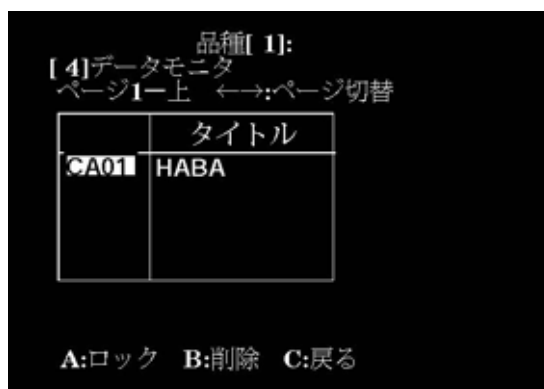 品種[ 1]:
[ 4]データモニタ
ページ1ー上 ←→:ページ切替
タイトル
CA01 HABA
A:ロック B:削除 C:戻る